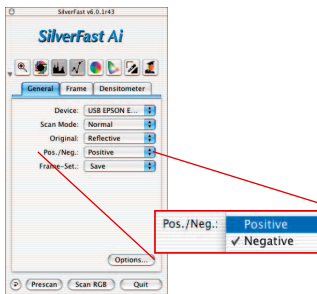 SilverFast v6.0.1r43
SilverFast Ai
General Frame Densitometer
Device: USB EPSON E...
Scan Mode: Normal
Original: Reflective
Pos./Neg.: Positive
Frame-Set.: Save
Pos./Neg.: Positive
✓ Negative
Options...
Prescan Scan RGB Quit